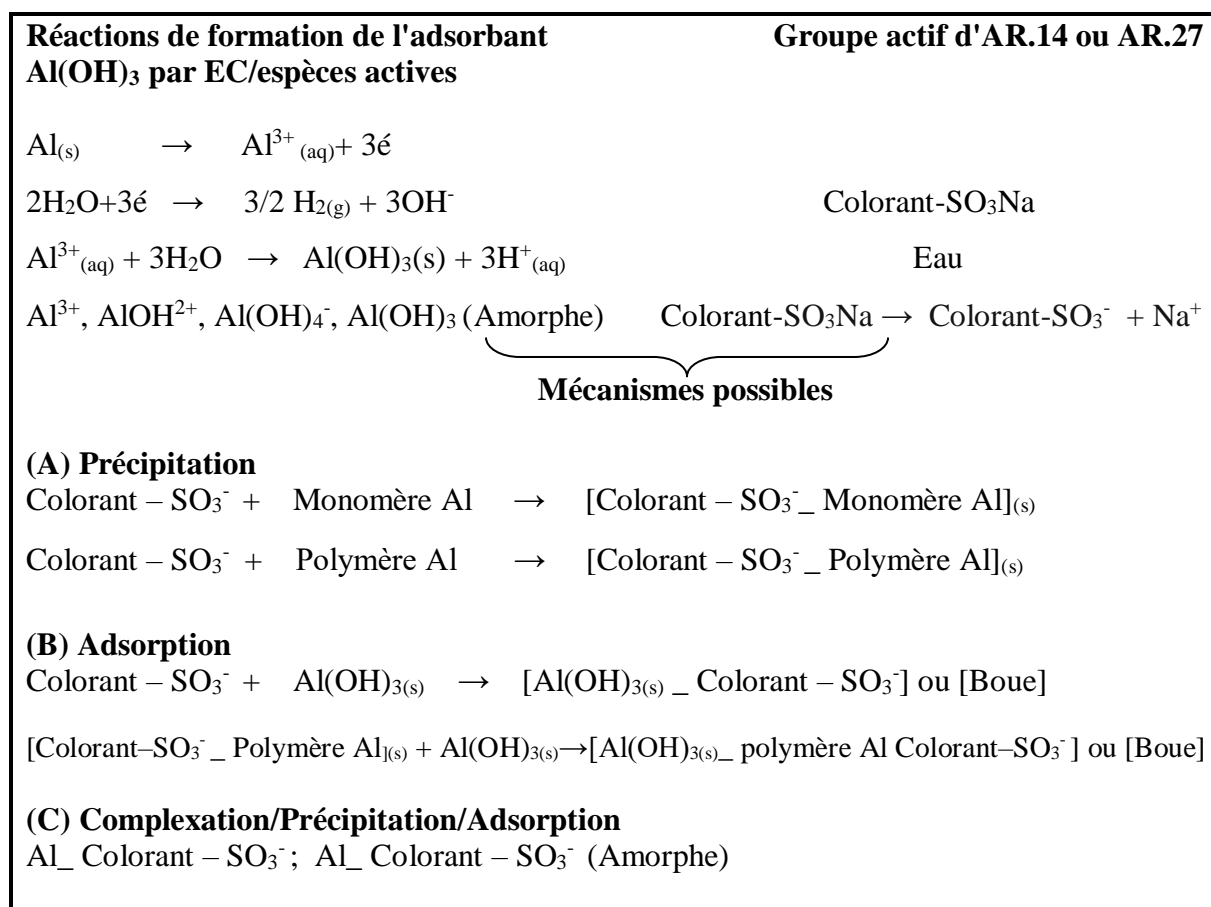 Réactions de formation de l'adsorbant Groupe actif d'AR.14 ou AR.27
Al(OH)₃ par EC/espèces actives
Al₍s₎ → Al³⁺ ₍aq₎+ 3é
2H₂O+3é → 3/2 H₂(g) + 3OH⁻ Colorant-SO₃Na
Al³⁺₍aq₎ + 3H₂O → Al(OH)₃(s) + 3H⁺₍aq₎ Eau
Al³⁺, AlOH²⁺, Al(OH)₄⁻, Al(OH)₃ (Amorphe) Colorant-SO₃Na → Colorant-SO₃⁻ + Na⁺
Mécanismes possibles
(A) Précipitation
Colorant – SO₃⁻ + Monomère Al → [Colorant – SO₃⁻_ Monomère Al]₍s₎
Colorant – SO₃⁻ + Polymère Al → [Colorant – SO₃⁻ _ Polymère Al]₍s₎
(B) Adsorption
Colorant – SO₃⁻ + Al(OH)₃₍s₎ → [Al(OH)₃₍s₎ _ Colorant – SO₃⁻] ou [Boue]
[Colorant–SO₃⁻ _ Polymère Al](s) + Al(OH)₃₍s₎→[Al(OH)₃₍s₎_ polymère Al Colorant–SO₃⁻] ou [Boue]
(C) Complexation/Précipitation/Adsorption
Al_ Colorant – SO₃⁻ ; Al_ Colorant – SO₃⁻ (Amorphe)